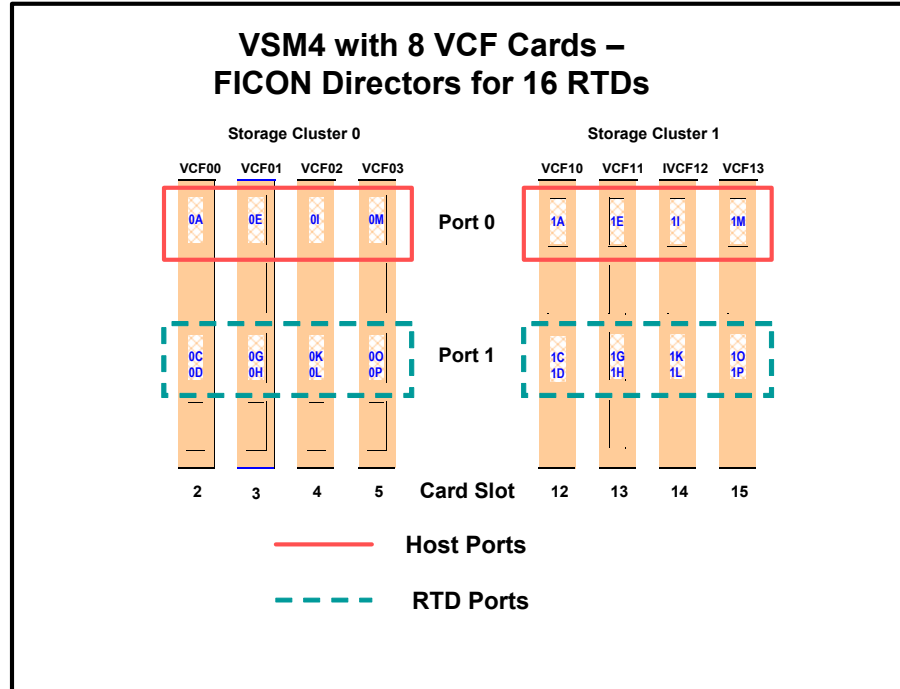 VSM4 with 8 VCF Cards –
FICON Directors for 16 RTDs
Storage Cluster 0 Storage Cluster 1
VCF00 VCF01 VCF02 VCF03 VCF10 VCF11 IVCF12 VCF13
0A 0E 0I 0M Port 0 1A 1E 1I 1M
0C 0G 0K 0O Port 1 1C 1G 1K 1O
0D 0H 0L 0P 1D 1H 1L 1P
2 3 4 5 Card Slot 12 13 14 15
Host Ports
RTD Ports